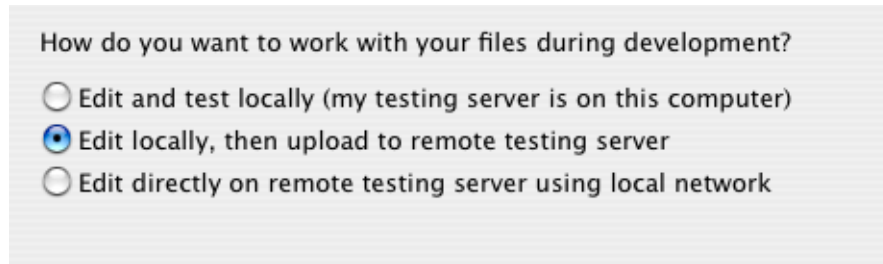 How do you want to work with your files during development?
Edit and test locally (my testing server is on this computer)
Edit locally, then upload to remote testing server
Edit directly on remote testing server using local network